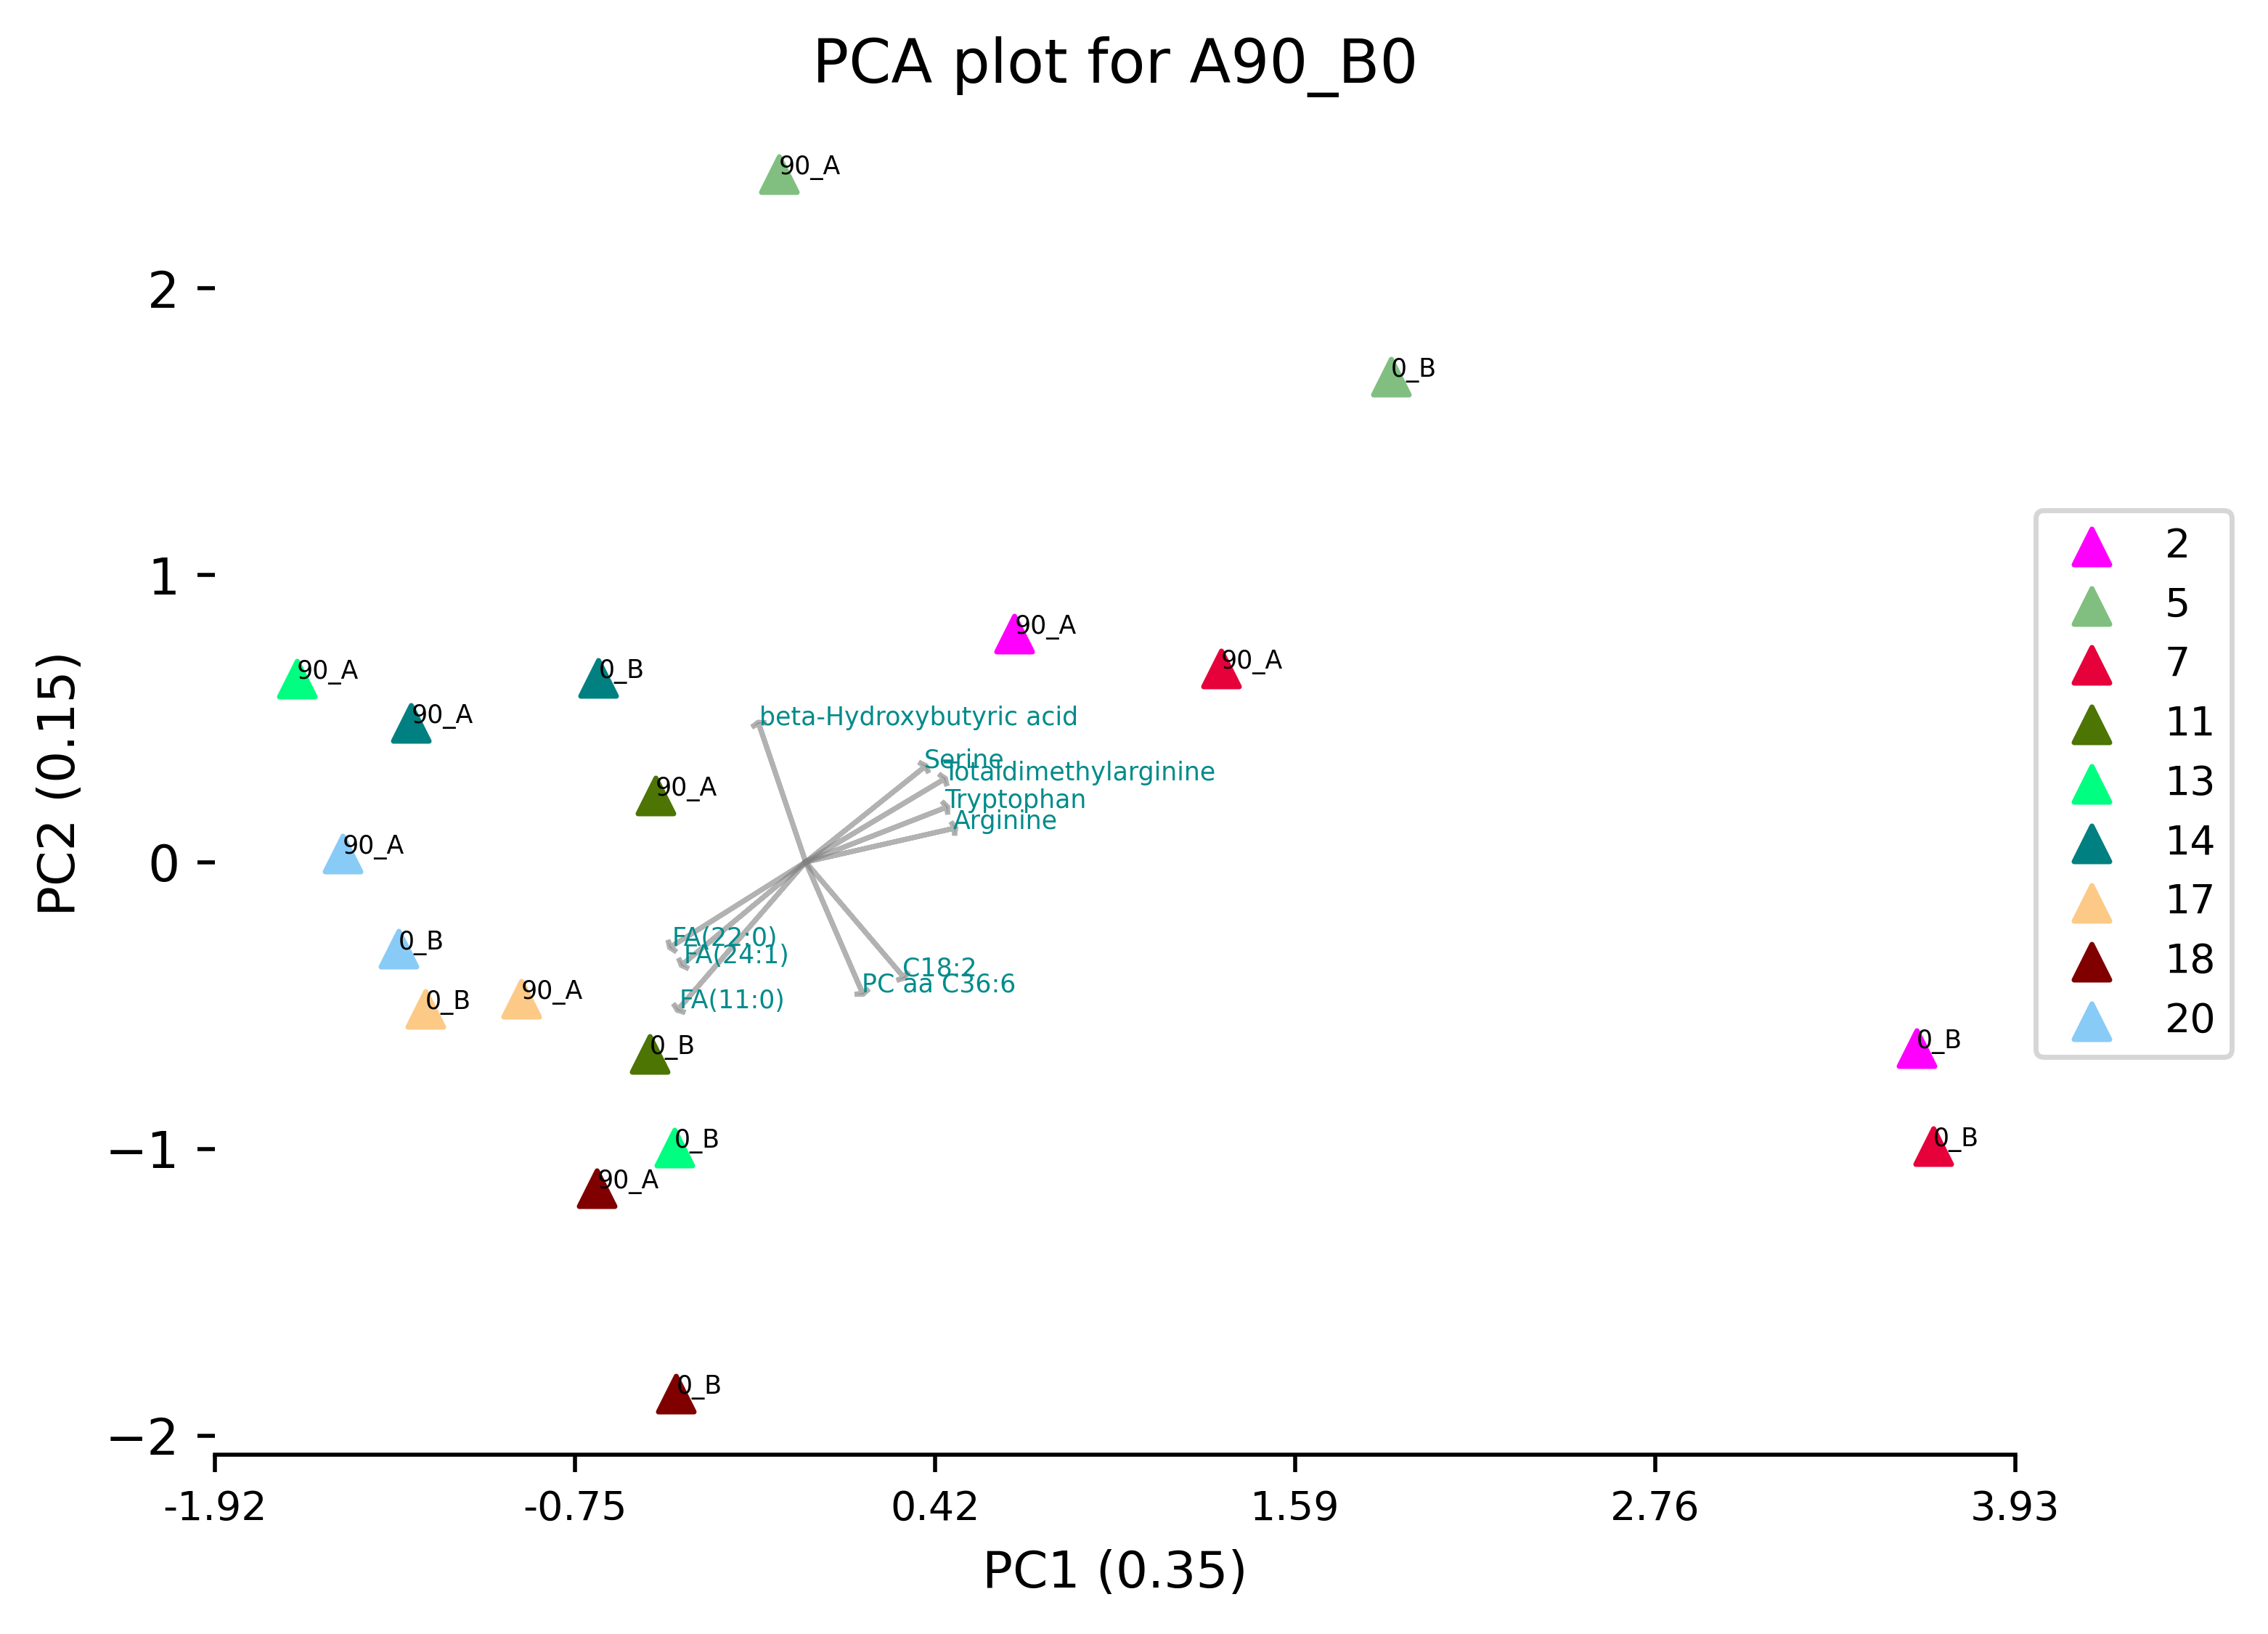 PCA plot for A90_B0
90_A
0_B
2
1
0
−1
−2
PC2 (0.15)
90_A
90_A
90_A
0_B
90_A
90_A
90_A
0_B
0_B
90_A
0_B
0_B
0_B
90_A
0_B
0_B
0_B
beta-Hydroxybutyric acid
Serine
Totaldimethylarginine
Tryptophan
Arginine
FA(22:0)
FA(24:1)
FA(11:0)
C18:2
PC aa C36:6
2
5
7
11
13
14
17
18
20
-1.92
-0.75
0.42
1.59
2.76
3.93
PC1 (0.35)